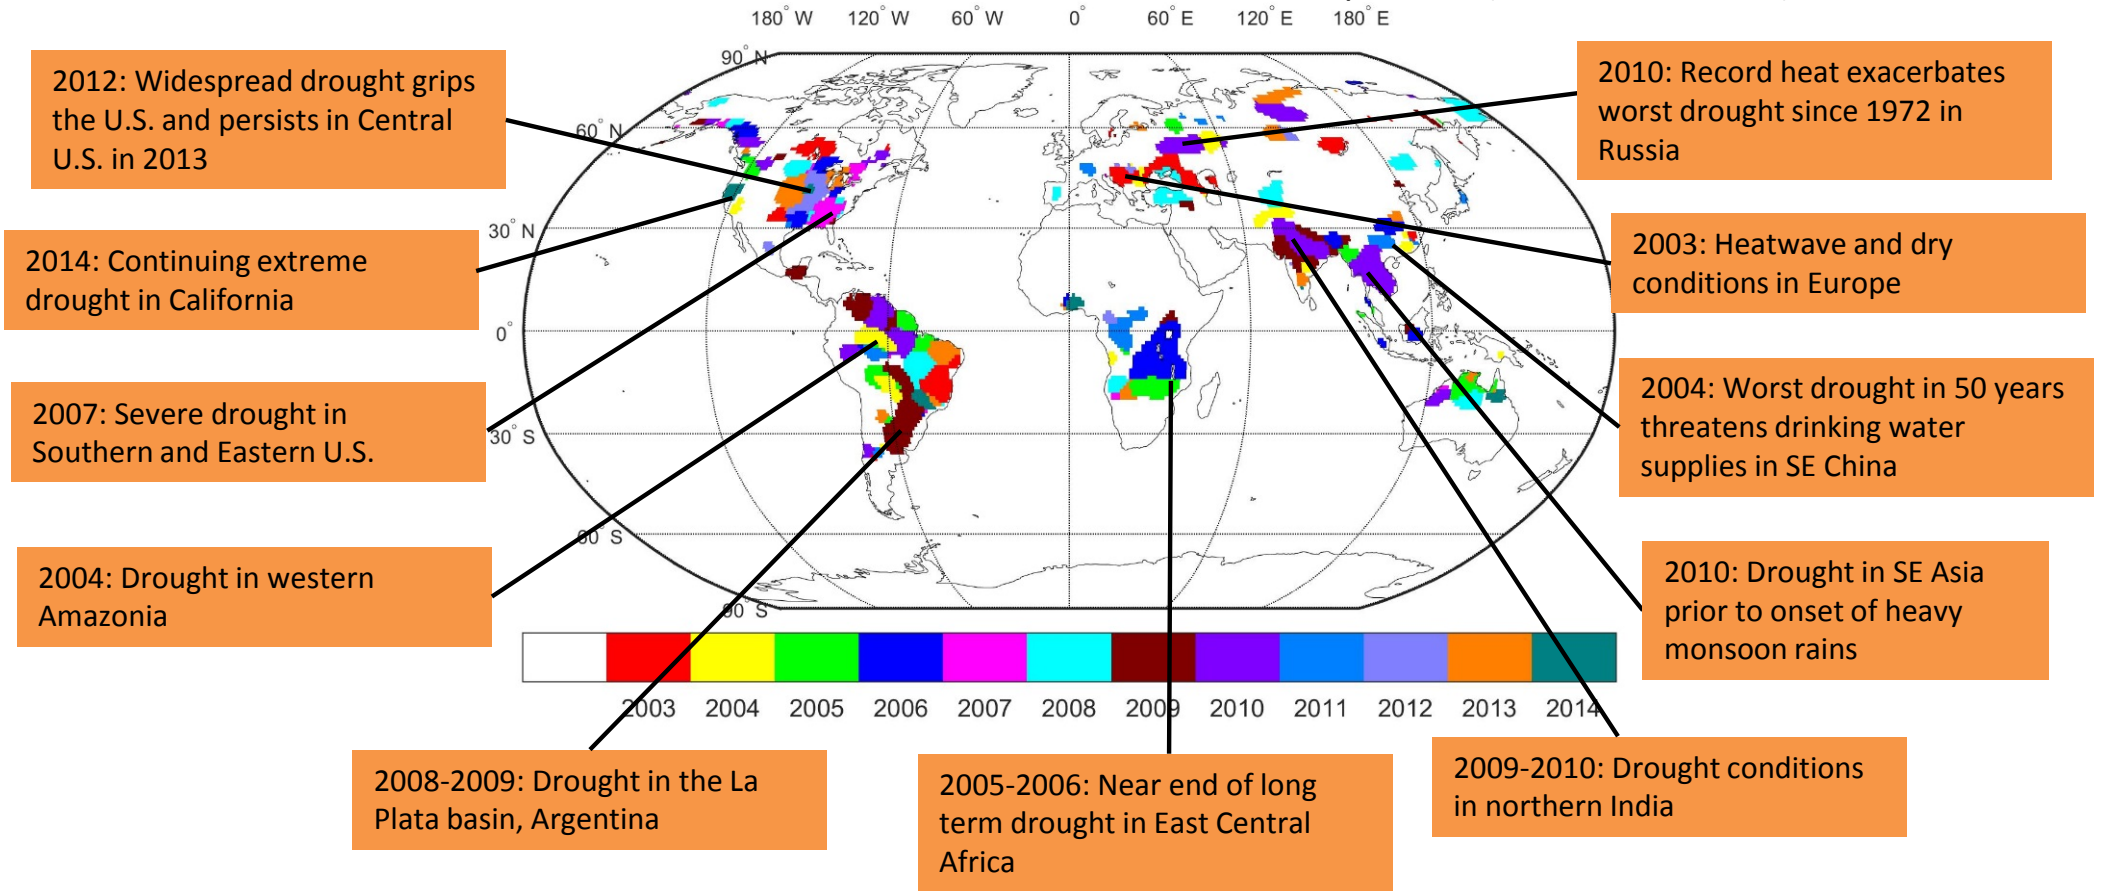 180° W 120° W 60° W 0° 60° E 120° E 180° E
90° N
60° N
30° N
0°
30° S
60° S
90° S
2012: Widespread drought grips
the U.S. and persists in Central
U.S. in 2013
2014: Continuing extreme
drought in California
2007: Severe drought in
Southern and Eastern U.S.
2004: Drought in western
Amazonia
2010: Record heat exacerbates
worst drought since 1972 in
Russia
2003: Heatwave and dry
conditions in Europe
2004: Worst drought in 50 years
threatens drinking water
supplies in SE China
2010: Drought in SE Asia
prior to onset of heavy
monsoon rains
2003 2004 2005 2006 2007 2008 2009 2010 2011 2012 2013 2014
2008-2009: Drought in the La
Plata basin, Argentina
2005-2006: Near end of long
term drought in East Central
Africa
2009-2010: Drought conditions
in northern India